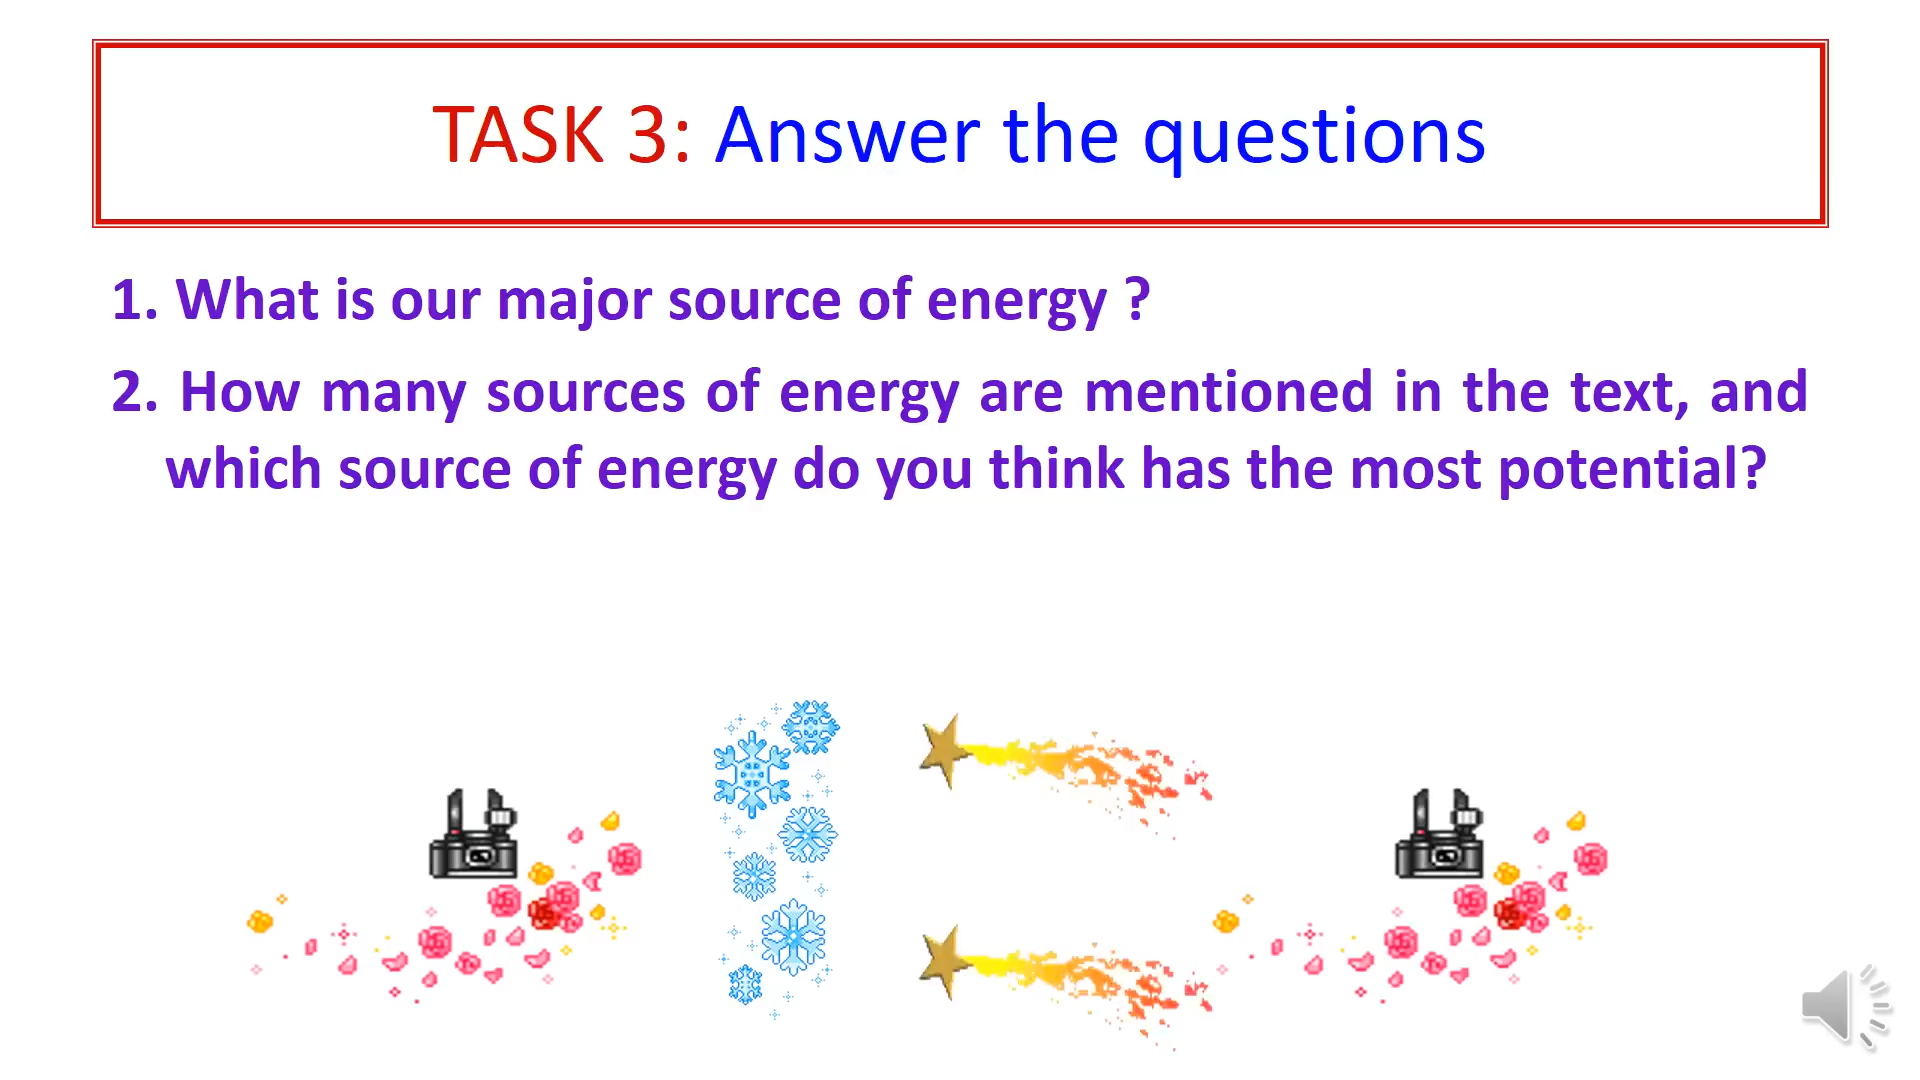 TASK 3: Answer the questions
1. What is our major source of energy ?
2. How many sources of energy are mentioned in the text, and
which source of energy do you think has the most potential?